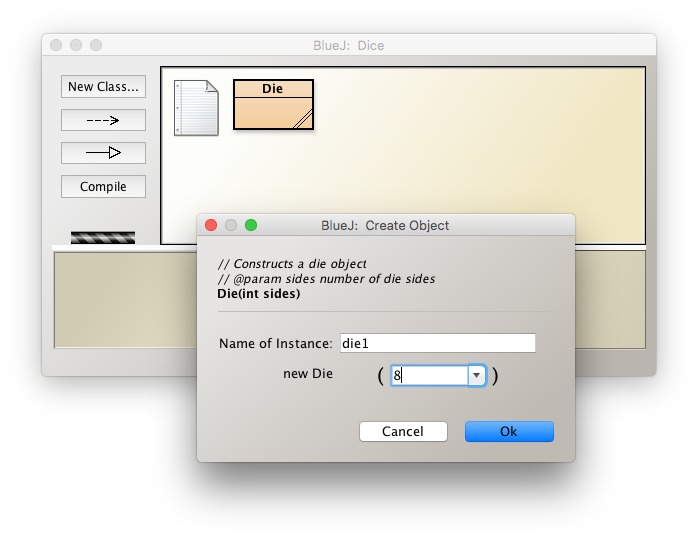 BlueJ: Dice
New Class...
Die
Compile
BlueJ: Create Object
// Constructs a die object
// @param sides number of die sides
Die(int sides)
Name of Instance: die1
new Die ( 8 )
Cancel Ok